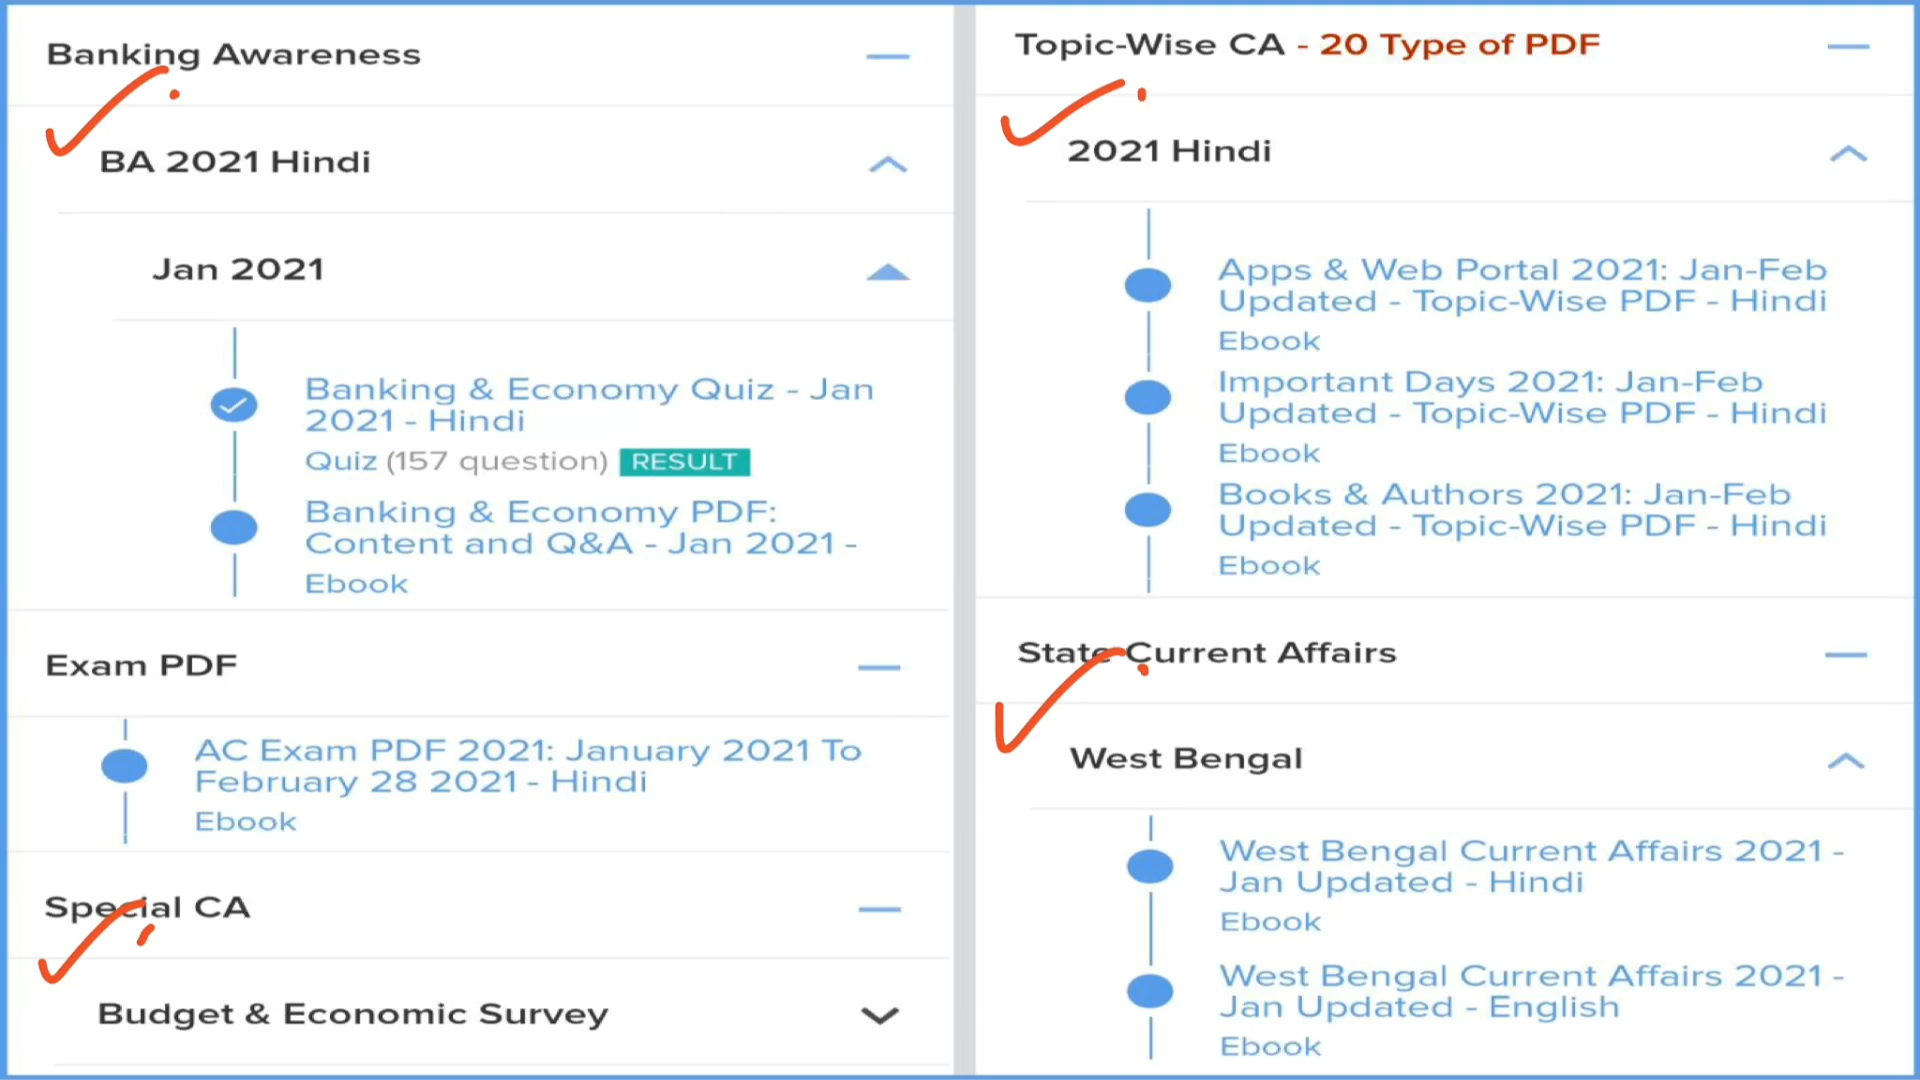 Banking Awareness
BA 2021 Hindi
Jan 2021
Banking & Economy Quiz - Jan
2021 - Hindi
Quiz (157 question) RESULT
Banking & Economy PDF:
Content and Q&A - Jan 2021 -
Ebook
Exam PDF
AC Exam PDF 2021: January 2021 To
February 28 2021 - Hindi
Ebook
Special CA
Budget & Economic Survey
Topic-Wise CA - 20 Type of PDF
2021 Hindi
Apps & Web Portal 2021: Jan-Feb
Updated - Topic-Wise PDF - Hindi
Ebook
Important Days 2021: Jan-Feb
Updated - Topic-Wise PDF - Hindi
Ebook
Books & Authors 2021: Jan-Feb
Updated - Topic-Wise PDF - Hindi
Ebook
State Current Affairs
West Bengal
West Bengal Current Affairs 2021 -
Jan Updated - Hindi
Ebook
West Bengal Current Affairs 2021 -
Jan Updated - English
Ebook